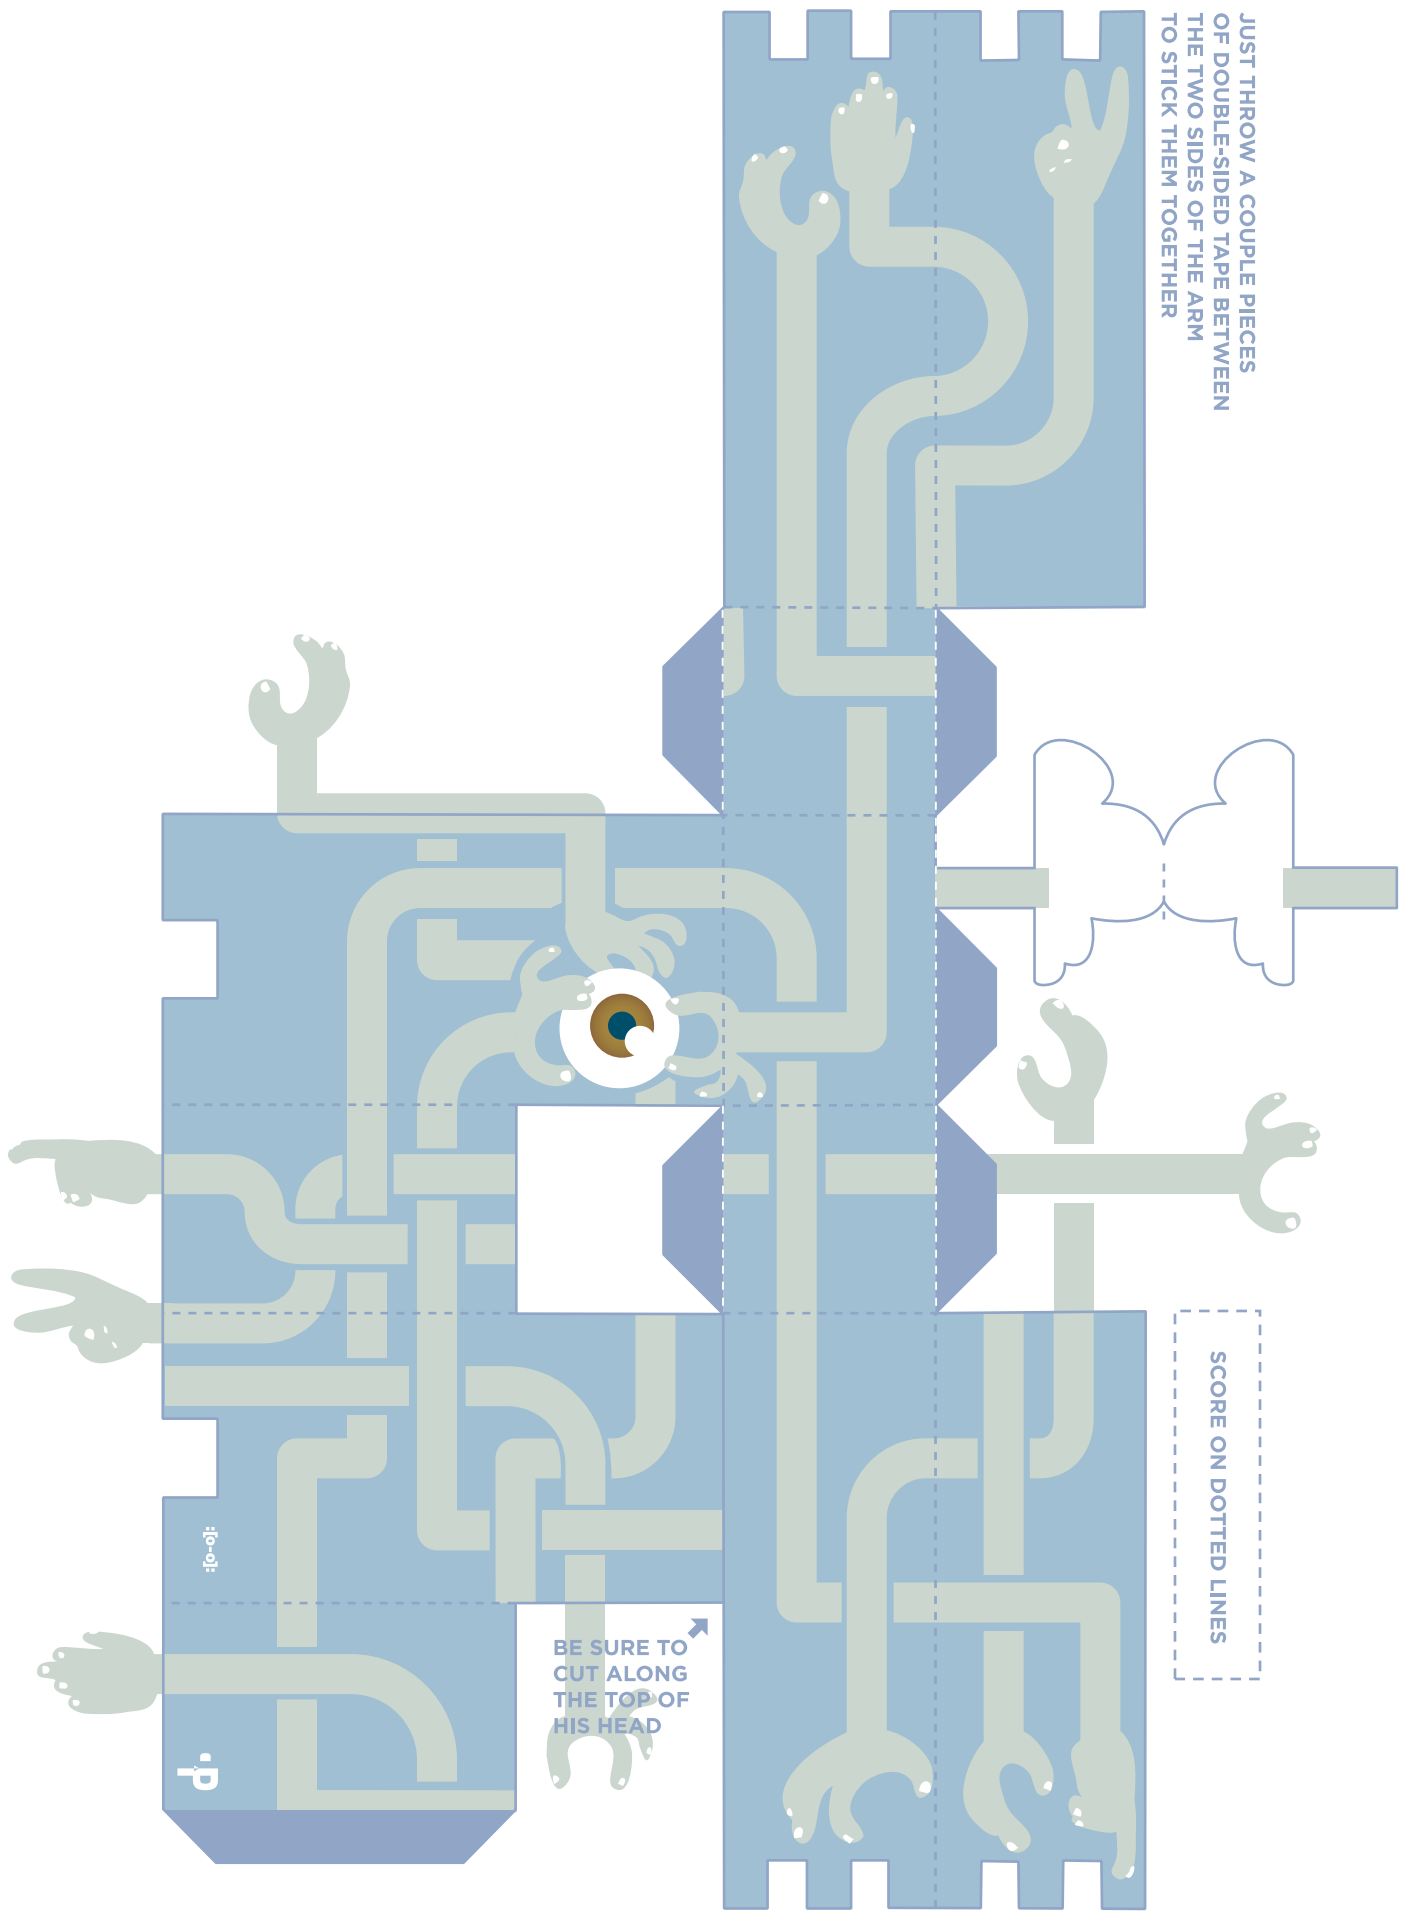 JUST THROW A COUPLE PIECES
OF DOUBLE-SIDED TAPE BETWEEN
THE TWO SIDES OF THE ARM
TO STICK THEM TOGETHER
SCORE ON DOTTED LINES
BE SURE TO
CUT ALONG
THE TOP OF
HIS HEAD
::[o-o]::